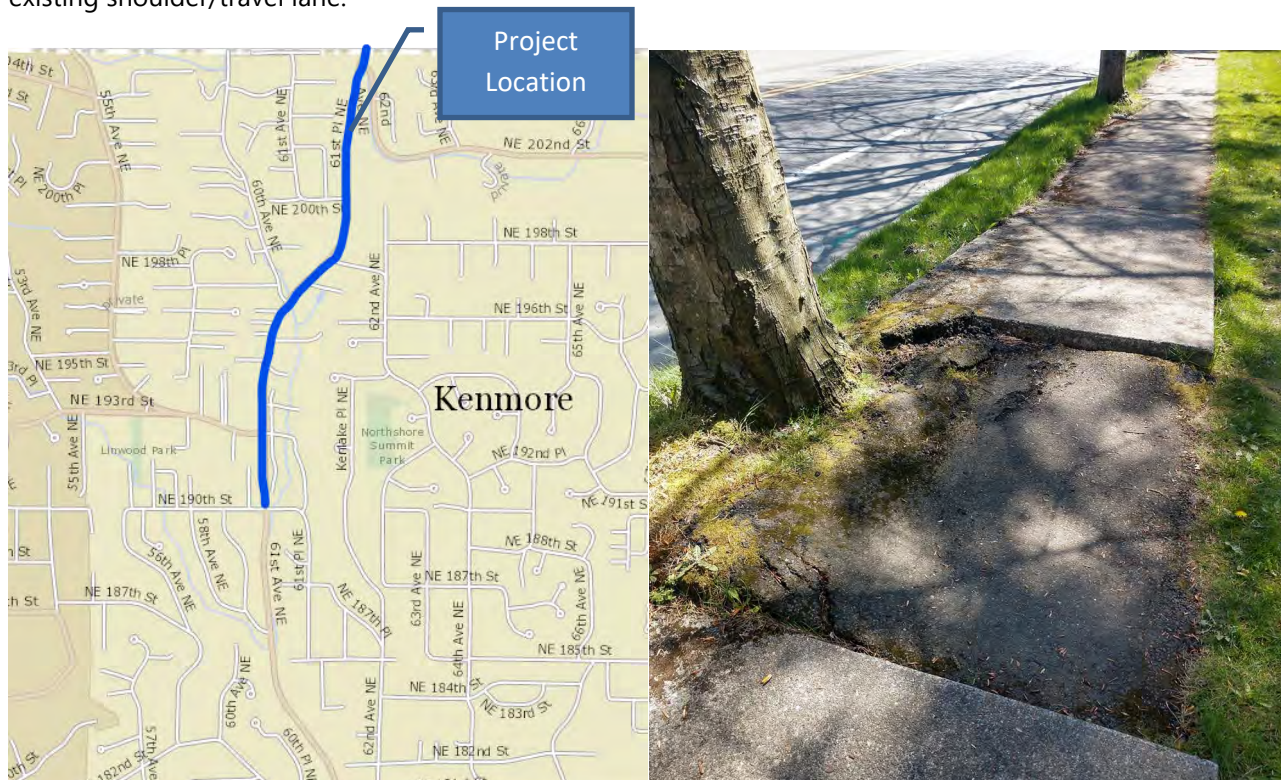 existing shoulder/travel lane.
Project
Location
55th Ave NE
61st Ave NE
61st Pl NE
62nd
NE 202nd St
NE 200th Pl
60th Ave NE
NE 200th St
NE 198th St
NE 198th Pl
private
53rd Ave NE
62nd Ave NE
NE 196th St
65th Ave NE
NE 195th St
NE 193rd St
Kenmore
Linwood Park
Kenlake Pl NE
Northshore
Summit
Park
NE 192nd Pl
55th Ave NE
NE 190th St
NE 191st S
58th Ave NE
56th Ave NE
61st Ave NE
61st Pl NE
NE 188th St
NE 187th St
NE 187th St
NE 187th Pl
63rd Ave NE
64th Ave NE
66th Ave NE
NE 185th St
NE 184th St
NE 183rd St
60th Ave NE
62nd Ave NE
57th Ave NE
60th Pl N
NE 182nd St
182nd St